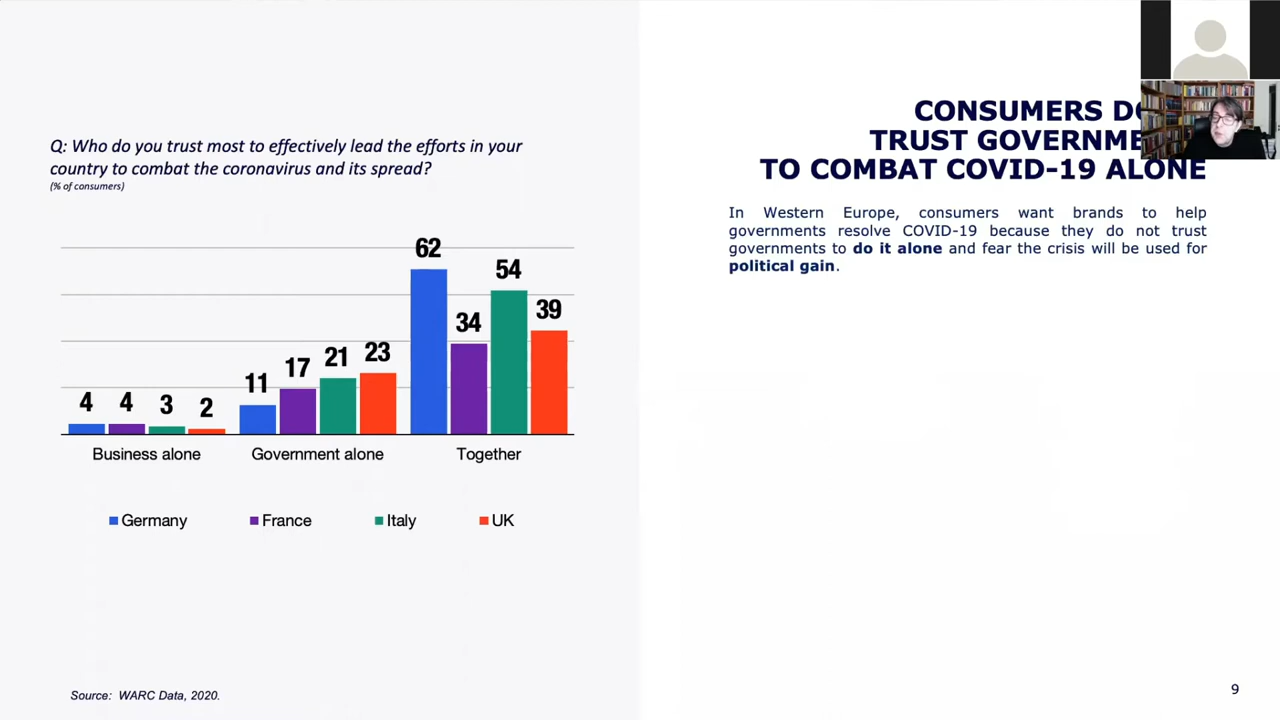 Q: Who do you trust most to effectively lead the efforts in your
country to combat the coronavirus and its spread?
(% of consumers)
62
54
39
34
23
21
17
11
4
4
3
2
Business alone
Government alone
Together
Germany
France
Italy
UK
Source: WARC Data, 2020.
CONSUMERS
TRUST
TO COMBAT COVID-19 ALONE
In Western Europe, consumers want brands to help
governments resolve COVID-19 because they do not trust
governments to do it alone and fear the crisis will be used for
political gain.
9